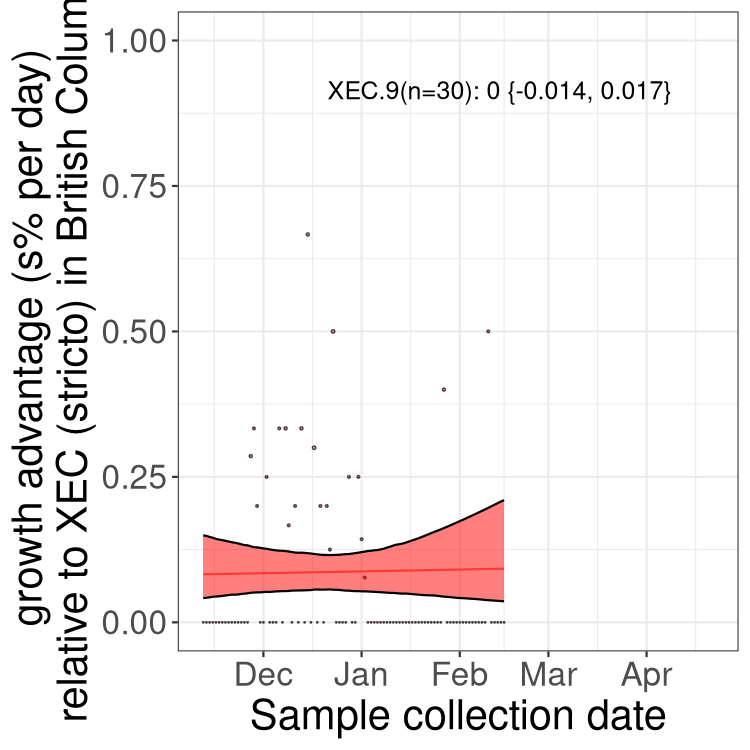 growth advantage (s% per day)
relative to XEC (stricto) in British Colum
1.00
0.75
0.50
0.25
0.00
XEC.9(n=30): 0 {-0.014, 0.017}
Dec Jan Feb Mar Apr
Sample collection date